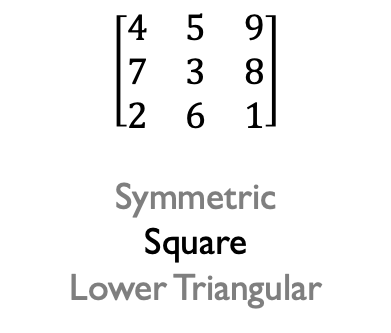 4 5 9
7 3 8
2 6 1
Symmetric
Square
Lower Triangular